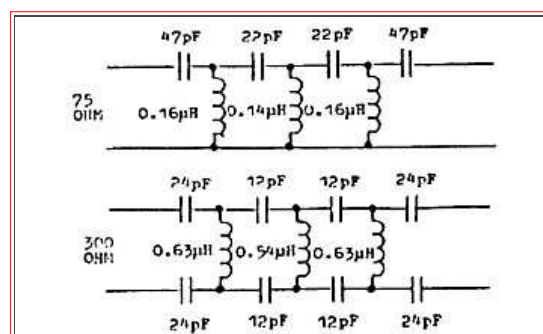 47pF 22pF 22pF 47pF
75
OHM
0.16µH 0.14µH 0.16µH
24pF 12pF 12pF 24pF
300
OHM
0.63µH 0.54µH 0.63µH
24pF 12pF 12pF 24pF